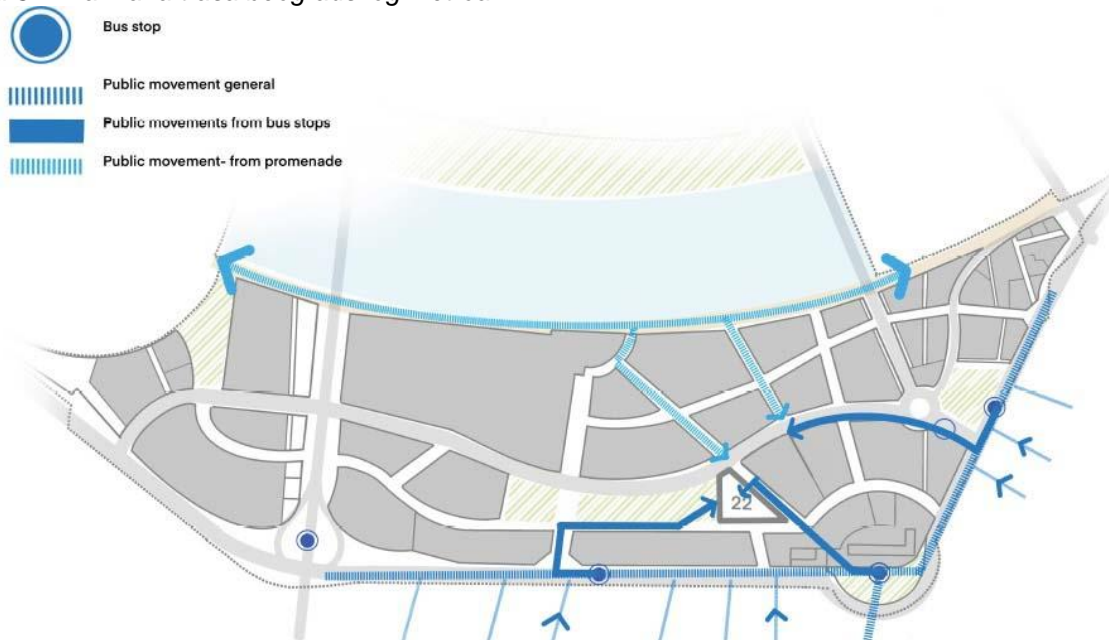 Bus stop
Public movement general
Public movements from bus stops
Public movement- from promenade
22